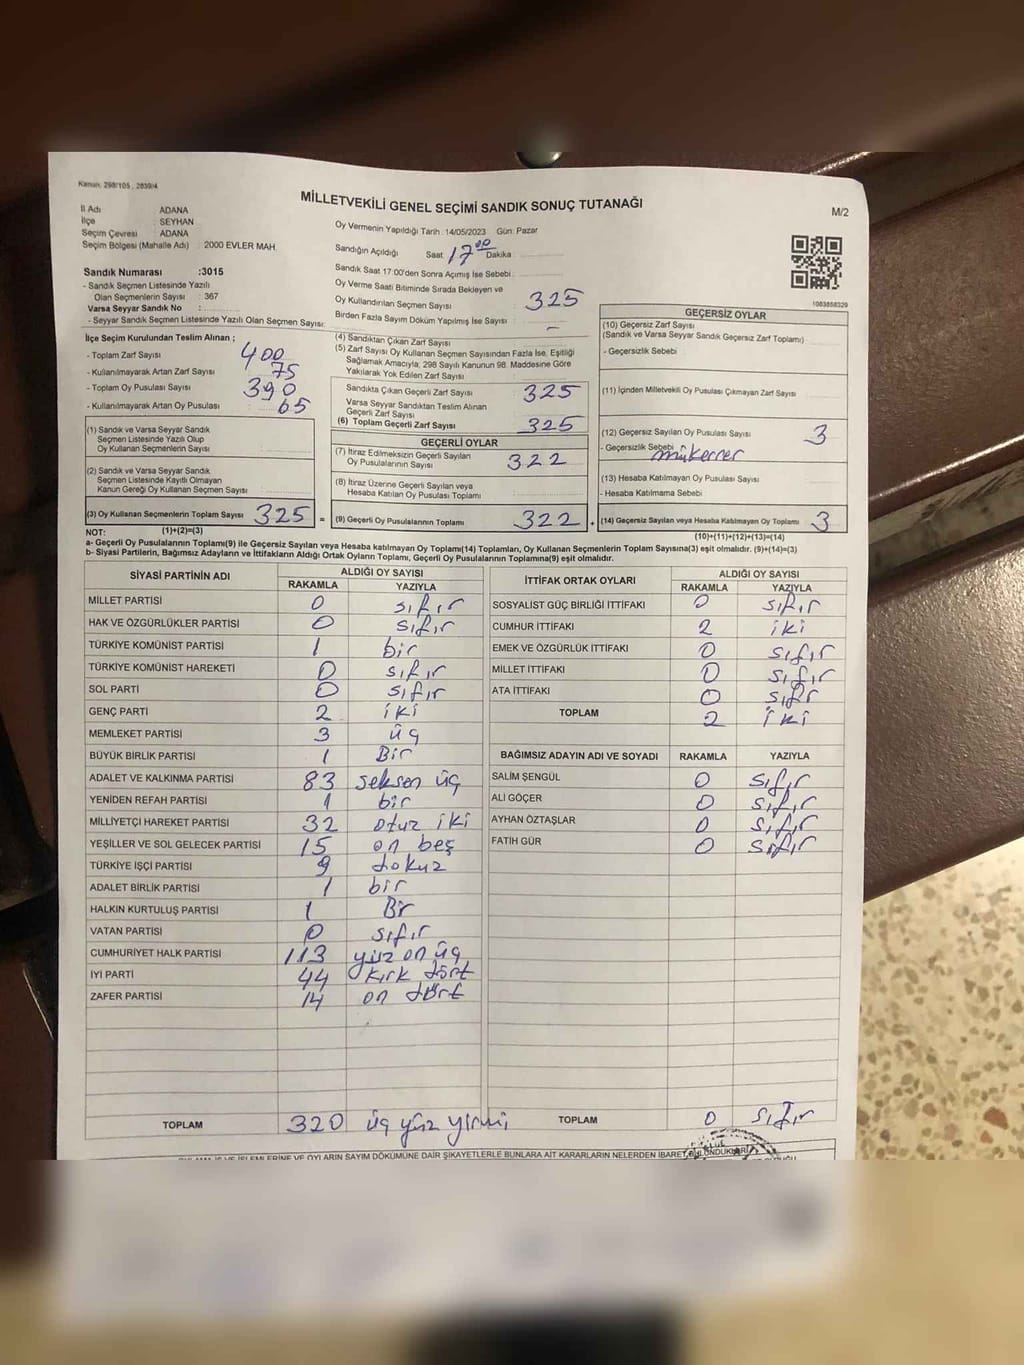 Kanun: 298/105 , 2839/4
MİLLETVEKİLİ GENEL SEÇİMİ SANDIK SONUÇ TUTANAĞI
M/2
İl Adı : ADANA
İlçe : SEYHAN
Seçim Çevresi : ADANA
Seçim Bölgesi (Mahalle Adı) : 2000 EVLER MAH.
Sandık Numarası :3015
- Sandık Seçmen Listesinde Yazılı
Olan Seçmenlerin Sayısı : 367
Varsa Seyyar Sandık No :
- Seyyar Sandık Seçmen Listesinde Yazılı Olan Seçmen Sayısı:
Oy Vermenin Yapıldığı Tarih : 14/05/2023 Gün: Pazar
Sandığın Açıldığı Saat 17 00 Dakika :
Sandık Saat 17:00'den Sonra Açımış İse Sebebi :
Oy Verme Saati Bitiminde Sırada Bekleyen ve
Oy Kullandırılan Seçmen Sayısı : 325
Birden Fazla Sayım Döküm Yapılmış İse Sayısı : -
1083858329
İlçe Seçim Kurulundan Teslim Alınan ;
- Toplam Zarf Sayısı : 400
- Kullanılmayarak Artan Zarf Sayısı : 75
- Toplam Oy Pusulası Sayısı : 390
- Kullanılmayarak Artan Oy Pusulası : 65
(1) Sandık ve Varsa Seyyar Sandık
Seçmen Listesinde Yazılı Olup
Oy Kullanan Seçmenlerin Sayısı :
(2) Sandık ve Varsa Seyyar Sandık
Seçmen Listesinde Kayıtlı Olmayan
Kanun Gereği Oy Kullanan Seçmen Sayısı :
(3) Oy Kullanan Seçmenlerin Toplam Sayısı : 325 =
(1)+(2)=(3)
(4) Sandıktan Çıkan Zarf Sayısı :
(5) Zarf Sayısı Oy Kullanan Seçmen Sayısından Fazla İse, Eşitliği
Sağlamak Amacıyla; 298 Sayılı Kanunun 98. Maddesine Göre
Yakılarak Yok Edilen Zarf Sayısı :
Sandıkta Çıkan Geçerli Zarf Sayısı : 325
Varsa Seyyar Sandıktan Teslim Alınan
Geçerli Zarf Sayısı :
(6) Toplam Geçerli Zarf Sayısı : 325
GEÇERLİ OYLAR
(7) İtiraz Edilmeksizin Geçerli Sayılan
Oy Pusulalarının Sayısı : 322
(8) İtiraz Üzerine Geçerli Sayılan veya
Hesaba Katılan Oy Pusulası Toplamı :
(9) Geçerli Oy Pusulalarının Toplamı : 322 +
GEÇERSİZ OYLAR
(10) Geçersiz Zarf Sayısı
(Sandık ve Varsa Seyyar Sandık Geçersiz Zarf Toplamı) :
- Geçersizlik Sebebi :
(11) İçinden Milletvekili Oy Pusulası Çıkmayan Zarf Sayısı :
(12) Geçersiz Sayılan Oy Pusulası Sayısı : 3
- Geçersizlik Sebebi : mükerrer
(13) Hesaba Katılmayan Oy Pusulası Sayısı :
- Hesaba Katılmama Sebebi :
(14) Geçersiz Sayılan veya Hesaba Katılmayan Oy Toplamı : 3
(10)+(11)+(12)+(13)=(14)
NOT:
a- Geçerli Oy Pusulalarının Toplamı(9) ile Geçersiz Sayılan veya Hesaba katılmayan Oy Toplamı(14) Toplamları, Oy Kullanan Seçmenlerin Toplam Sayısına(3) eşit olmalıdır. (9)+(14)=(3)
b- Siyasi Partilerin, Bağımsız Adayların ve İttifakların Aldığı Ortak Oyların Toplamı, Geçerli Oy Pusulalarının Toplamına(9) eşit olmalıdır.
SİYASİ PARTİNİN ADI ALDIĞI OY SAYISI
RAKAMLA YAZIYLA
MİLLET PARTİSİ 0 sıfır
HAK VE ÖZGÜRLÜKLER PARTİSİ 0 sıfır
TÜRKİYE KOMÜNİST PARTİSİ 1 bir
TÜRKİYE KOMÜNİST HAREKETİ 0 sıfır
SOL PARTİ 0 sıfır
GENÇ PARTİ 2 iki
MEMLEKET PARTİSİ 3 üç
BÜYÜK BİRLİK PARTİSİ 1 Bir
ADALET VE KALKINMA PARTİSİ 83 seksen üç
YENİDEN REFAH PARTİSİ 1 bir
MİLLİYETÇİ HAREKET PARTİSİ 32 otuz iki
YEŞİLLER VE SOL GELECEK PARTİSİ 15 on beş
TÜRKİYE İŞÇİ PARTİSİ 9 dokuz
ADALET BİRLİK PARTİSİ 1 bir
HALKIN KURTULUŞ PARTİSİ 1 Bir
VATAN PARTİSİ 0 sıfır
CUMHURİYET HALK PARTİSİ 113 yüz on üç
İYİ PARTİ 44 kırk dört
ZAFER PARTİSİ 14 on dört
TOPLAM 320 üç yüz yirmi
İTTİFAK ORTAK OYLARI ALDIĞI OY SAYISI
RAKAMLA YAZIYLA
SOSYALİST GÜÇ BİRLİĞİ İTTİFAKI 0 sıfır
CUMHUR İTTİFAKI 2 iki
EMEK VE ÖZGÜRLÜK İTTİFAKI 0 sıfır
MİLLET İTTİFAKI 0 sıfır
ATA İTTİFAKI 0 sıfır
TOPLAM 2 iki
BAĞIMSIZ ADAYIN ADI VE SOYADI RAKAMLA YAZIYLA
SALİM ŞENGÜL 0 sıfır
ALİ GÖÇER 0 sıfır
AYHAN ÖZTAŞLAR 0 sıfır
FATİH GÜR 0 sıfır
TOPLAM 0 sıfır
OYLARIN SAYIM DÖKÜMÜNE DAİR ŞİKAYETLERLE BUNLARA AİT KARARLARIN NELERDEN İBARET BULUNDUKLARI